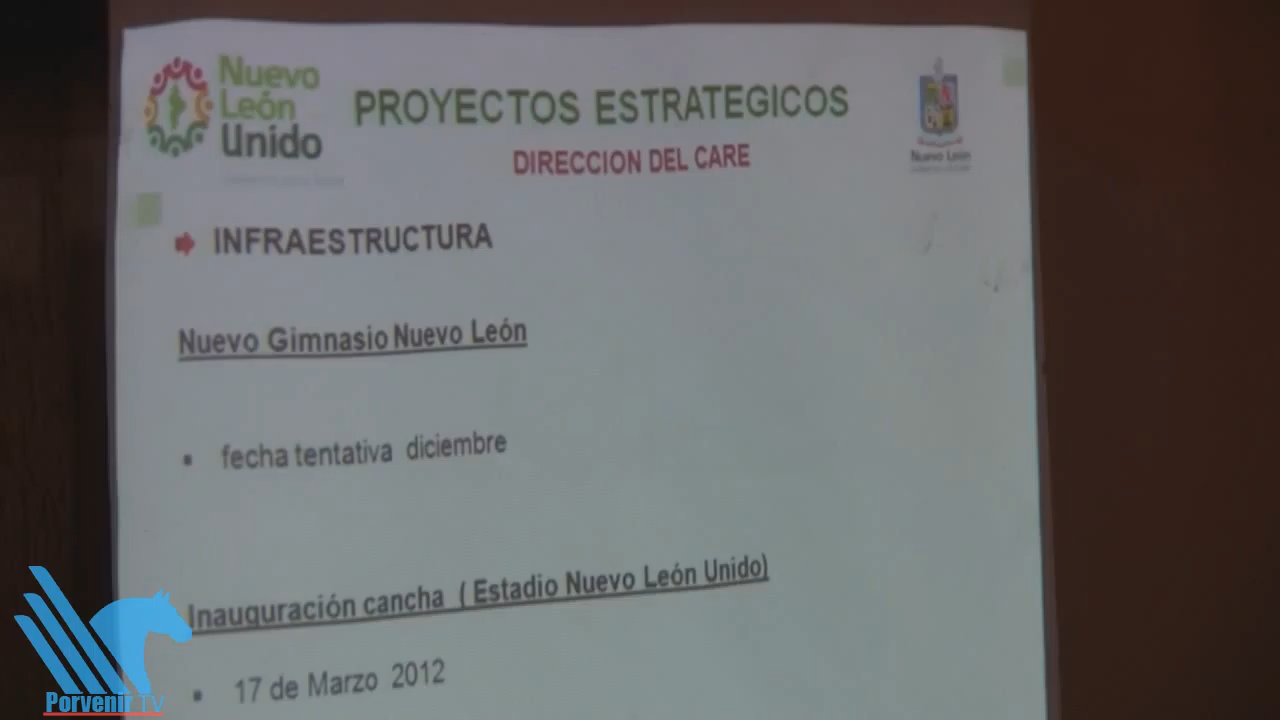 Nuevo
León
Unido
PROYECTOS ESTRATEGICOS
DIRECCION DEL CARE
Nuevo León
INFRAESTRUCTURA
Nuevo Gimnasio Nuevo León
▪ fecha tentativa diciembre
Inauguración cancha ( Estadio Nuevo León Unido)
▪ 17 de Marzo 2012
Porvenir TV